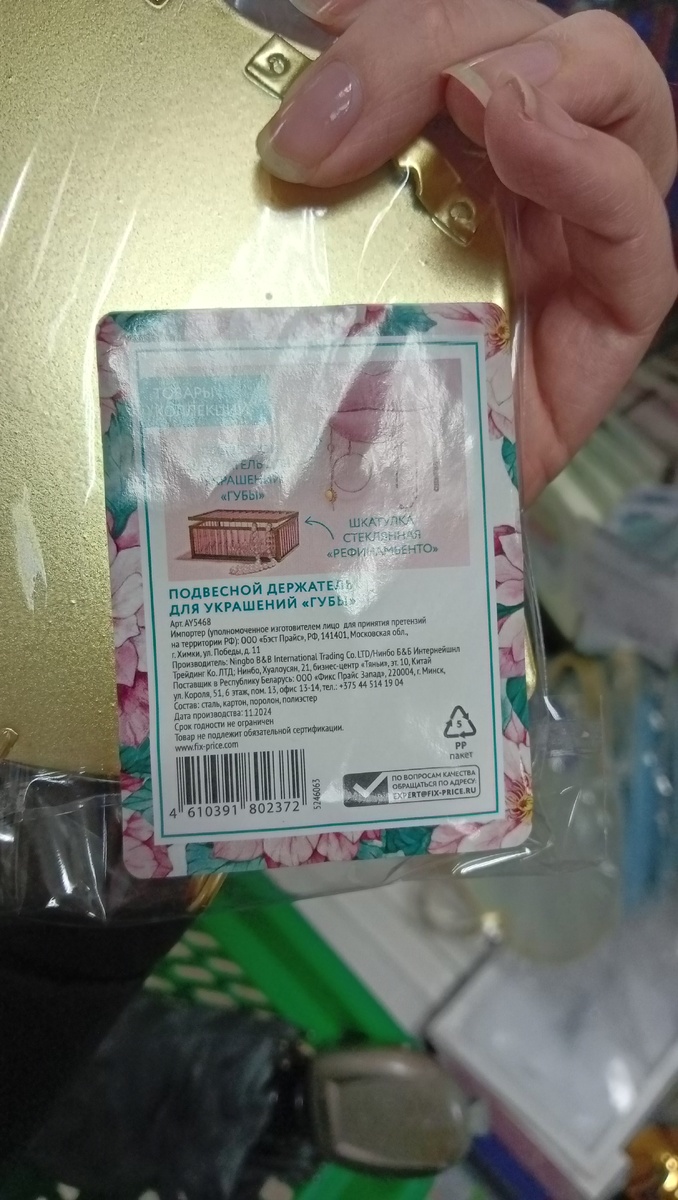 ТОВАРЫ
КОЛЛЕКЦИИ
УКРАШЕНИЙ
«ГУБЫ»
ШКАТУЛКА
СТЕКЛЯННАЯ
«РЕФИНАМЬЕНТО»
ПОДВЕСНОЙ ДЕРЖАТЕЛЬ
ДЛЯ УКРАШЕНИЙ «ГУБЫ»
Арт. AY5468
Импортер (уполномоченное изготовителем лицо для принятия претензий
на территории РФ): ООО «Бэст Прайс», РФ, 141401, Московская обл.,
г.Химки, ул. Победы, д. 11
Производитель: Ningbo B&B International Trading Co. LTD/Нинбо Б&Б Интернейшнл
Трейдинг Ко. ЛТД; Нинбо, Хуалоусян, 21, бизнес-центр «Тяньи», эт. 10, Китай
Поставщик в Республику Беларусь: ООО «Фикс Прайс Запад», 220004, г. Минск,
ул. Короля, 51, 6 этаж, пом. 13, офис 13-14, тел.: +375 44 514 19 04
Состав: сталь, картон, поролон, полиэстер
Дата производства: 11.2024
Срок годности не ограничен
Товар не подлежит обязательной сертификации.
www.fix-price.com
5
PP
пакет
4 610391 802372
5246063
ПО ВОПРОСАМ КАЧЕСТВА
ОБРАЩАТЬСЯ ПО АДРЕСУ:
EXPERT@FIX-PRICE.RU